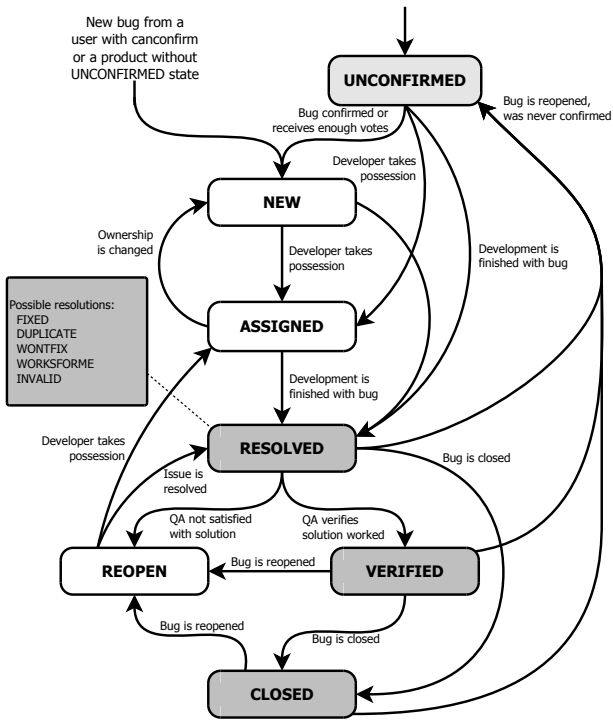 New bug from a
user with canconfirm
or a product without
UNCONFIRMED state
UNCONFIRMED
Bug is reopened,
was never confirmed
Bug confirmed or
receives enough votes
Developer takes
possession
NEW
Ownership
is changed
Developer takes
possession
Development is
finished with bug
Possible resolutions:
FIXED
DUPLICATE
WONTFIX
WORKSFORME
INVALID
ASSIGNED
Development is
finished with bug
Developer takes
possession
RESOLVED
Issue is
resolved
Bug is closed
QA not satisfied
with solution
QA verifies
solution worked
REOPEN
Bug is reopened
VERIFIED
Bug is reopened
Bug is closed
CLOSED